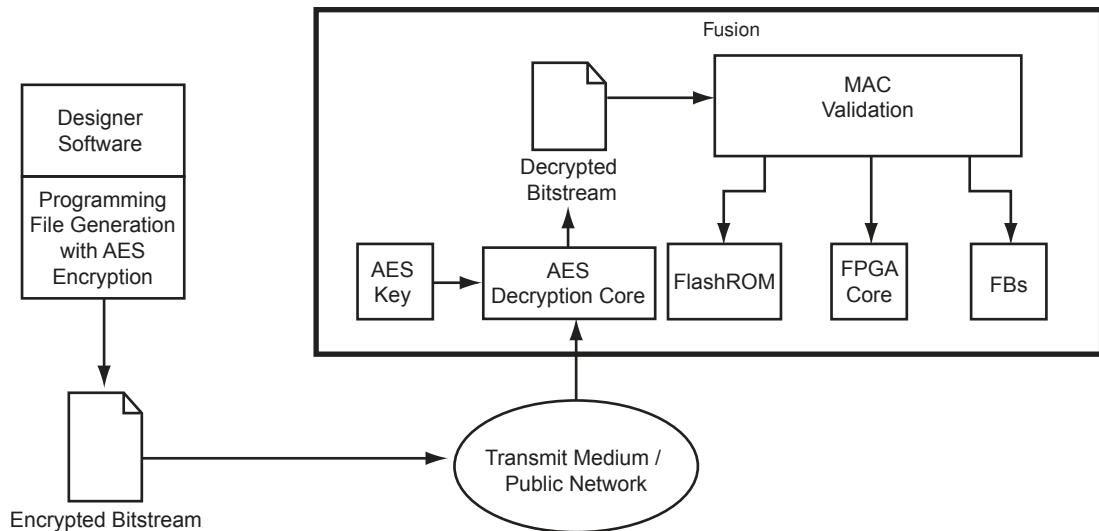 Fusion
Designer
Software
Programming
File Generation
with AES
Encryption
MAC
Validation
Decrypted
Bitstream
AES
Key
AES
Decryption Core
FlashROM
FPGA
Core
FBs
Transmit Medium /
Public Network
Encrypted Bitstream